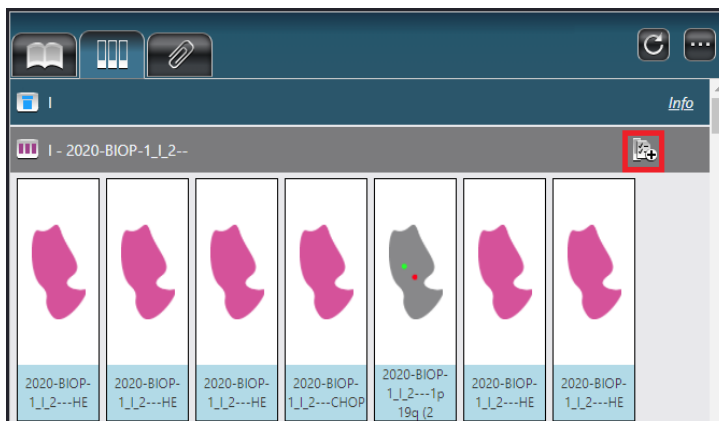 I
Info
I - 2020-BIOP-1_I_2--
2020-BIOP-
1_I_2---HE
2020-BIOP-
1_I_2---HE
2020-BIOP-
1_I_2---HE
2020-BIOP-
1_I_2---CHOP
2020-BIOP-
1_I_2---1p
19q (2
2020-BIOP-
1_I_2---HE
2020-BIOP-
1_I_2---HE